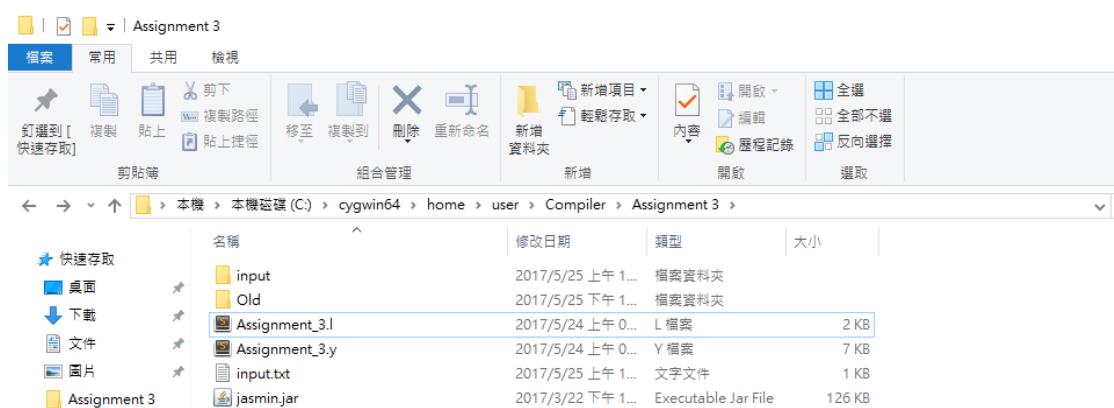 Assignment 3
檔案 常用 共用 檢視
釘選到 [快速存取] 複製 貼上 剪下 複製路徑 貼上捷徑 移至 複製到 刪除 重新命名 新增資料夾 新增項目 輕鬆存取 內容 開啟 編輯 歷程記錄 全選 全部不選 反向選擇
剪貼簿 組合管理 新增 開啟 選取
本機 › 本機磁碟 (C:) › cygwin64 › home › user › Compiler › Assignment 3 ›
名稱 修改日期 類型 大小
快速存取
桌面
下載
文件
圖片
Assignment 3
input 2017/5/25 上午 1... 檔案資料夾
Old 2017/5/25 下午 1... 檔案資料夾
Assignment_3.l 2017/5/24 上午 0... L 檔案 2 KB
Assignment_3.y 2017/5/24 上午 0... Y 檔案 7 KB
input.txt 2017/5/25 上午 1... 文字文件 1 KB
jasmin.jar 2017/3/22 下午 1... Executable Jar File 126 KB